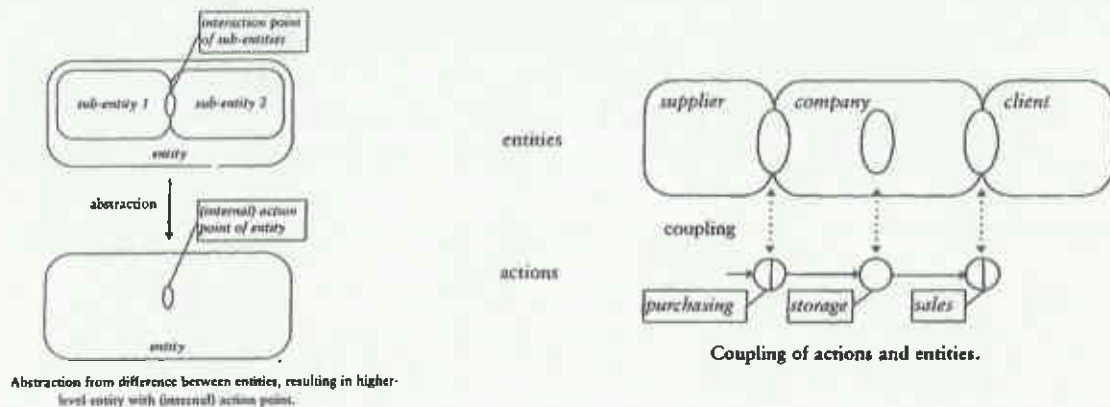 interaction point
of sub-entities
sub-entity 1
sub-entity 2
entity
abstraction
(internal) action
point of entity
entity
Abstraction from difference between entities, resulting in higher-
level entity with (internal) action point.
entities
supplier
company
client
coupling
actions
purchasing
storage
sales
Coupling of actions and entities.